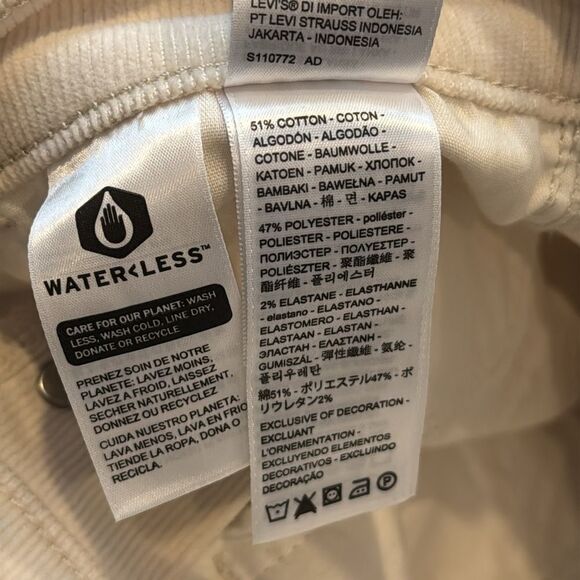 LEVI'S® DI IMPORT OLEH:
PT LEVI STRAUSS INDONESIA
JAKARTA - INDONESIA
S110772 AD
51% COTTON - COTON -
ALGODÓN - ALGODÃO -
COTONE - BAUMWOLLE -
KATOEN - PAMUK - ХЛОПОК -
BAMBAKI - BAWEŁNA - PAMUT
- BAVLNA - 棉 - 면 - KAPAS
47% POLYESTER - poliéster -
POLIESTER - POLIESTERE -
ПОЛИЭСТЕР - ΠΟΛΥΕΣΤΕΡ -
POLIÉSZTER - 聚酯纖維 - 聚
酯纤维 - 폴리에스터
2% ELASTANE - ELASTHANNE
- elastano - ELASTANO -
ELASTOMERO - ELASTHAN -
ELASTAAN - ELASTAN -
ЭЛАСТАН - ΕΛΑΣΤΑΝΗ -
GUMISZÁL - 彈性纖維 - 氨纶 -
폴리우레탄
綿51% - ポリエステル47% - ポ
リウレタン2%
EXCLUSIVE OF DECORATION -
EXCLUANT
L'ORNEMENTATION -
EXCLUYENDO ELEMENTOS
DECORATIVOS - EXCLUINDO
DECORAÇÃO
P
WATER<LESS™
CARE FOR OUR PLANET: WASH
LESS, WASH COLD, LINE DRY,
DONATE OR RECYCLE
PRENEZ SOIN DE NOTRE
PLANETE: LAVEZ MOINS,
LAVEZ A FROID, LAISSEZ
SECHER NATURELLEMENT,
DONNEZ OU RECYCLEZ
CUIDA NUESTRO PLANETA:
LAVA MENOS, LAVA EN FRIO
TIENDE LA ROPA, DONA O
RECICLA.